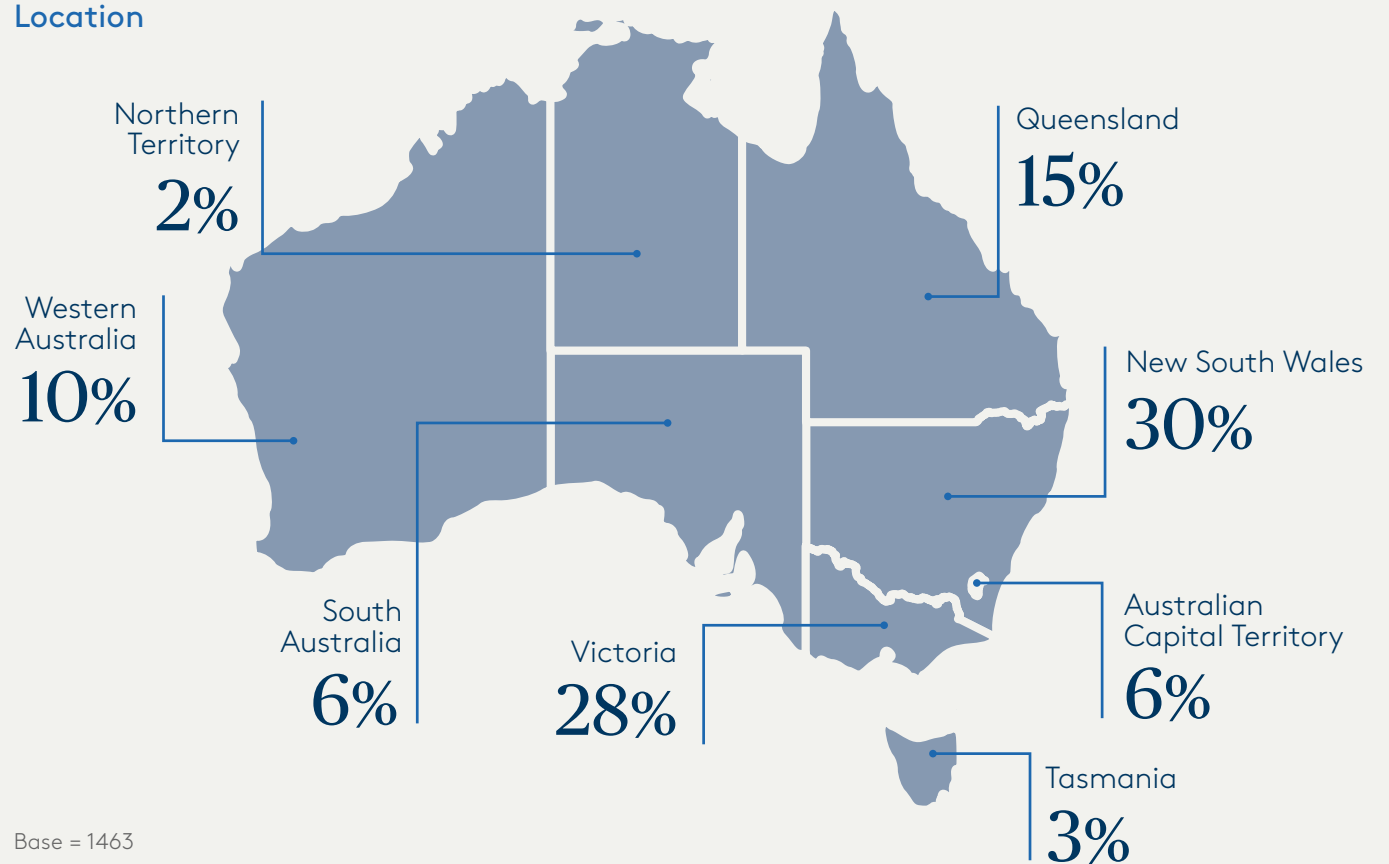 Location
Northern
Territory
2%
Queensland
15%
Western
Australia
10%
New South Wales
30%
South
Australia
6%
Victoria
28%
Australian
Capital Territory
6%
Tasmania
3%
Base = 1463